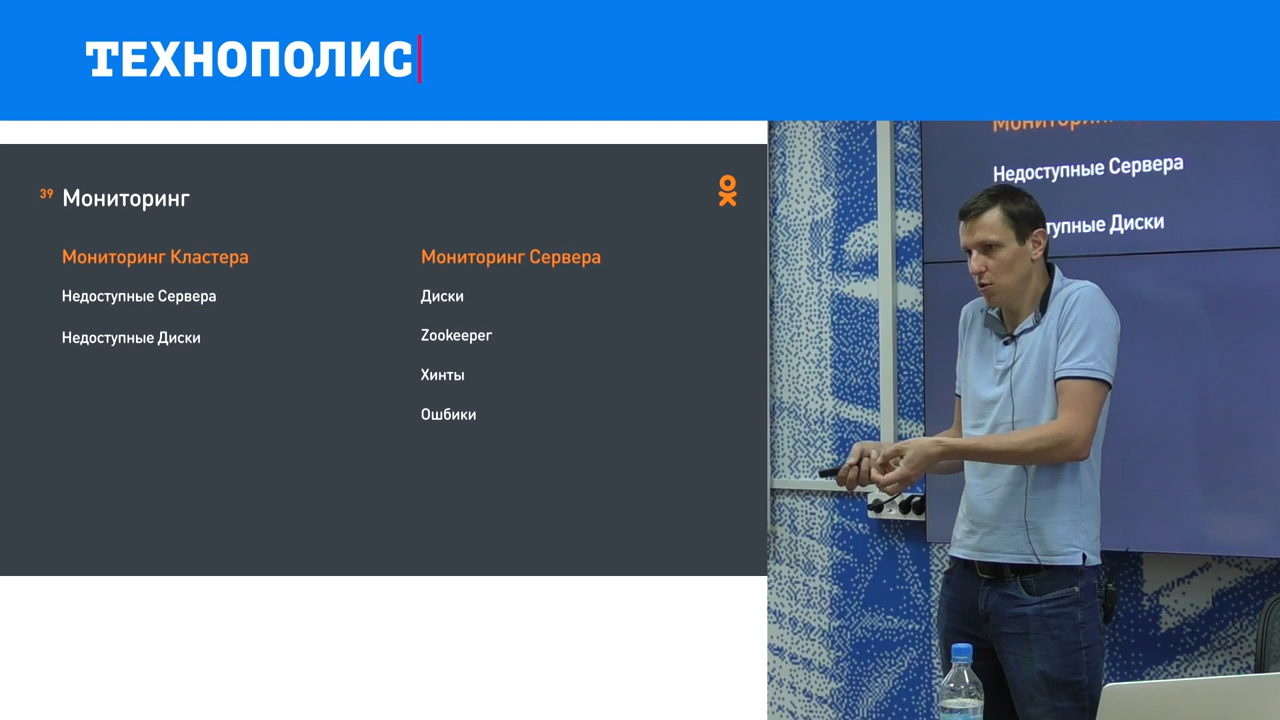 ТЕХНОПОЛИС
39 Мониторинг
Мониторинг Кластера
Недоступные Сервера
Недоступные Диски
Мониторинг Сервера
Диски
Zookeeper
Хинты
Ошбики
Недоступные Сервера
тупные Диски